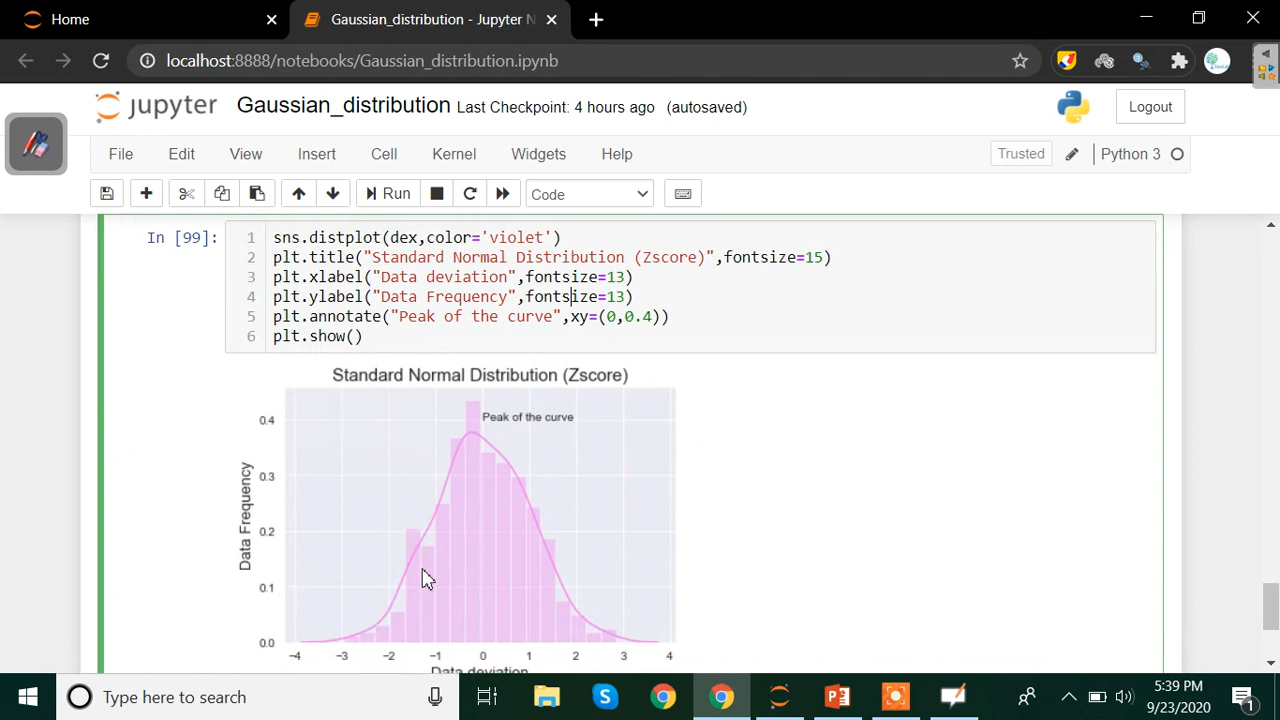 Home
Gaussian_distribution - Jupyter N
localhost:8888/notebooks/Gaussian_distribution.ipynb
jupyter Gaussian_distribution Last Checkpoint: 4 hours ago (autosaved)
Logout
File Edit View Insert Cell Kernel Widgets Help
Trusted
Python 3
Run
Code
In [99]:
1 sns.distplot(dex,color='violet')
2 plt.title("Standard Normal Distribution (Zscore)",fontsize=15)
3 plt.xlabel("Data deviation",fontsize=13)
4 plt.ylabel("Data Frequency",fontsize=13)
5 plt.annotate("Peak of the curve",xy=(0,0.4))
6 plt.show()
Standard Normal Distribution (Zscore)
Peak of the curve
Data Frequency
0.4
0.3
0.2
0.1
0.0
−4 −3 −2 −1 0 1 2 3 4
Data deviation
Type here to search
5:39 PM
9/23/2020
1